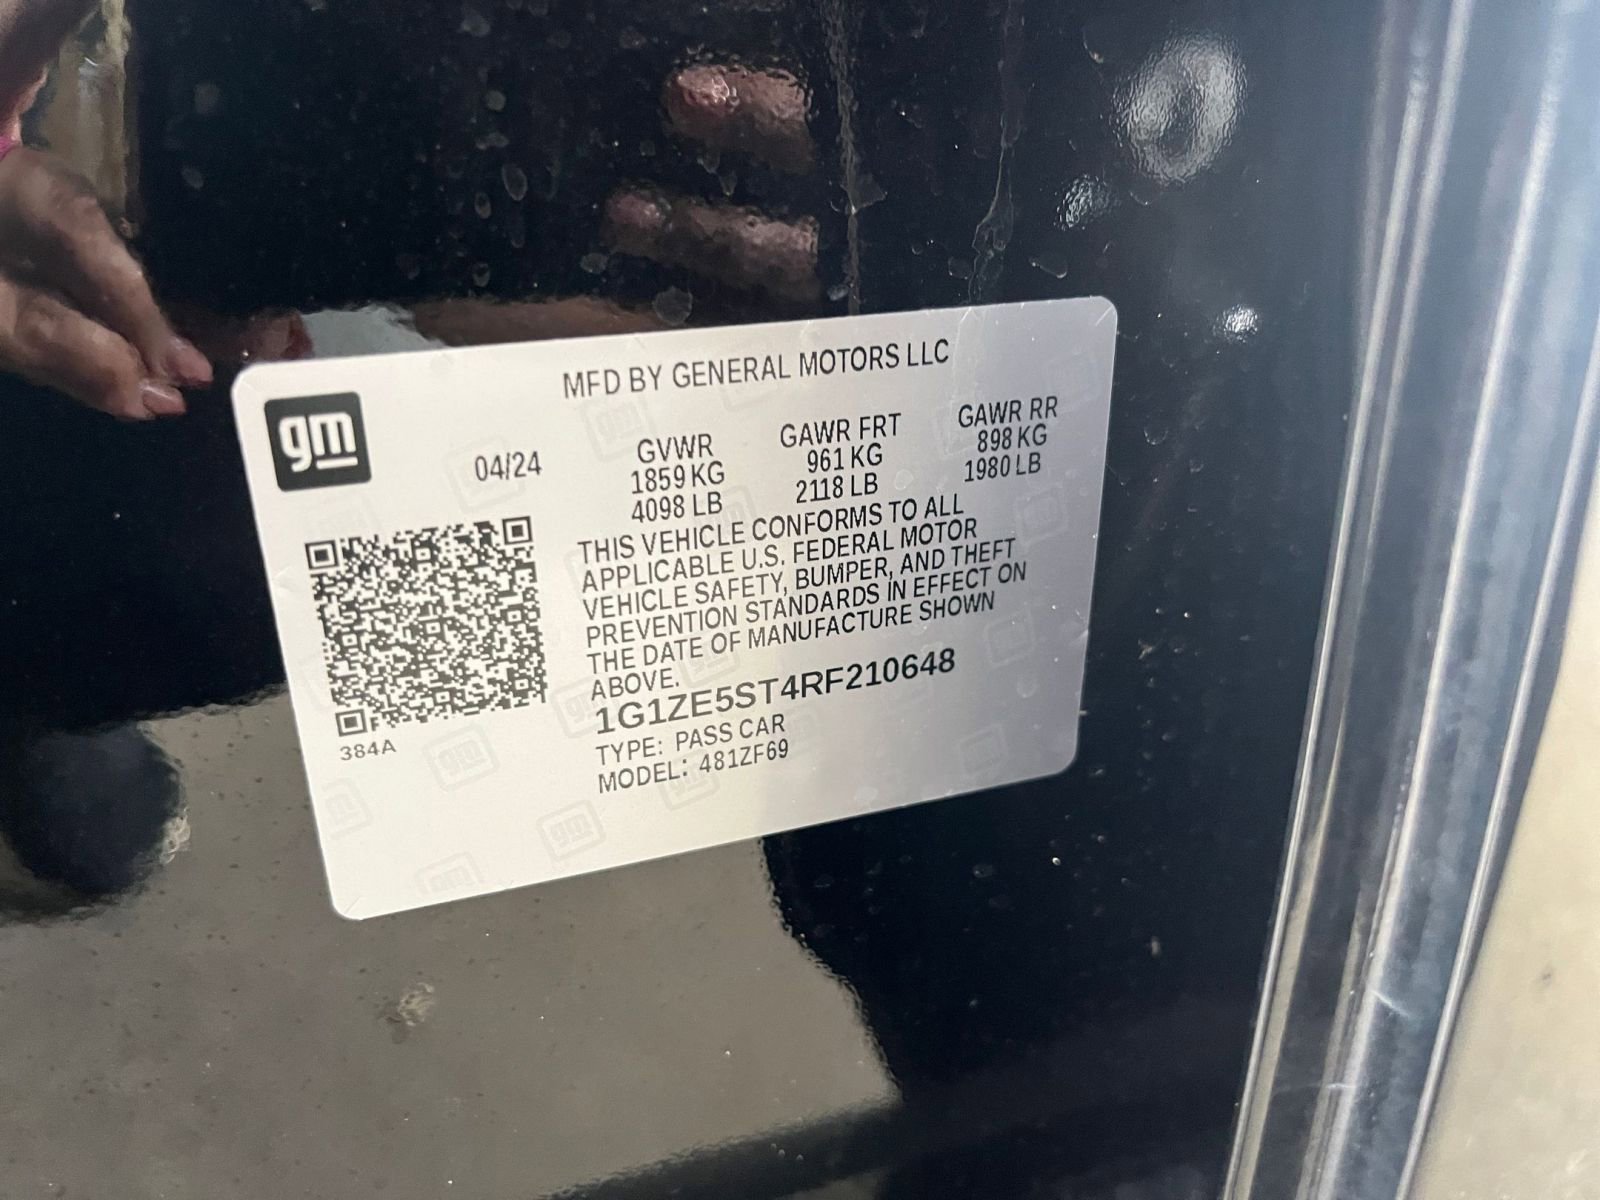 MFD BY GENERAL MOTORS LLC
gm
04/24
GVWR
1859 KG
4098 LB
GAWR FRT
961 KG
2118 LB
GAWR RR
898 KG
1980 LB
THIS VEHICLE CONFORMS TO ALL
APPLICABLE U.S. FEDERAL MOTOR
VEHICLE SAFETY, BUMPER, AND THEFT
PREVENTION STANDARDS IN EFFECT ON
THE DATE OF MANUFACTURE SHOWN
ABOVE.
1G1ZE5ST4RF210648
TYPE: PASS CAR
MODEL: 481ZF69
384A